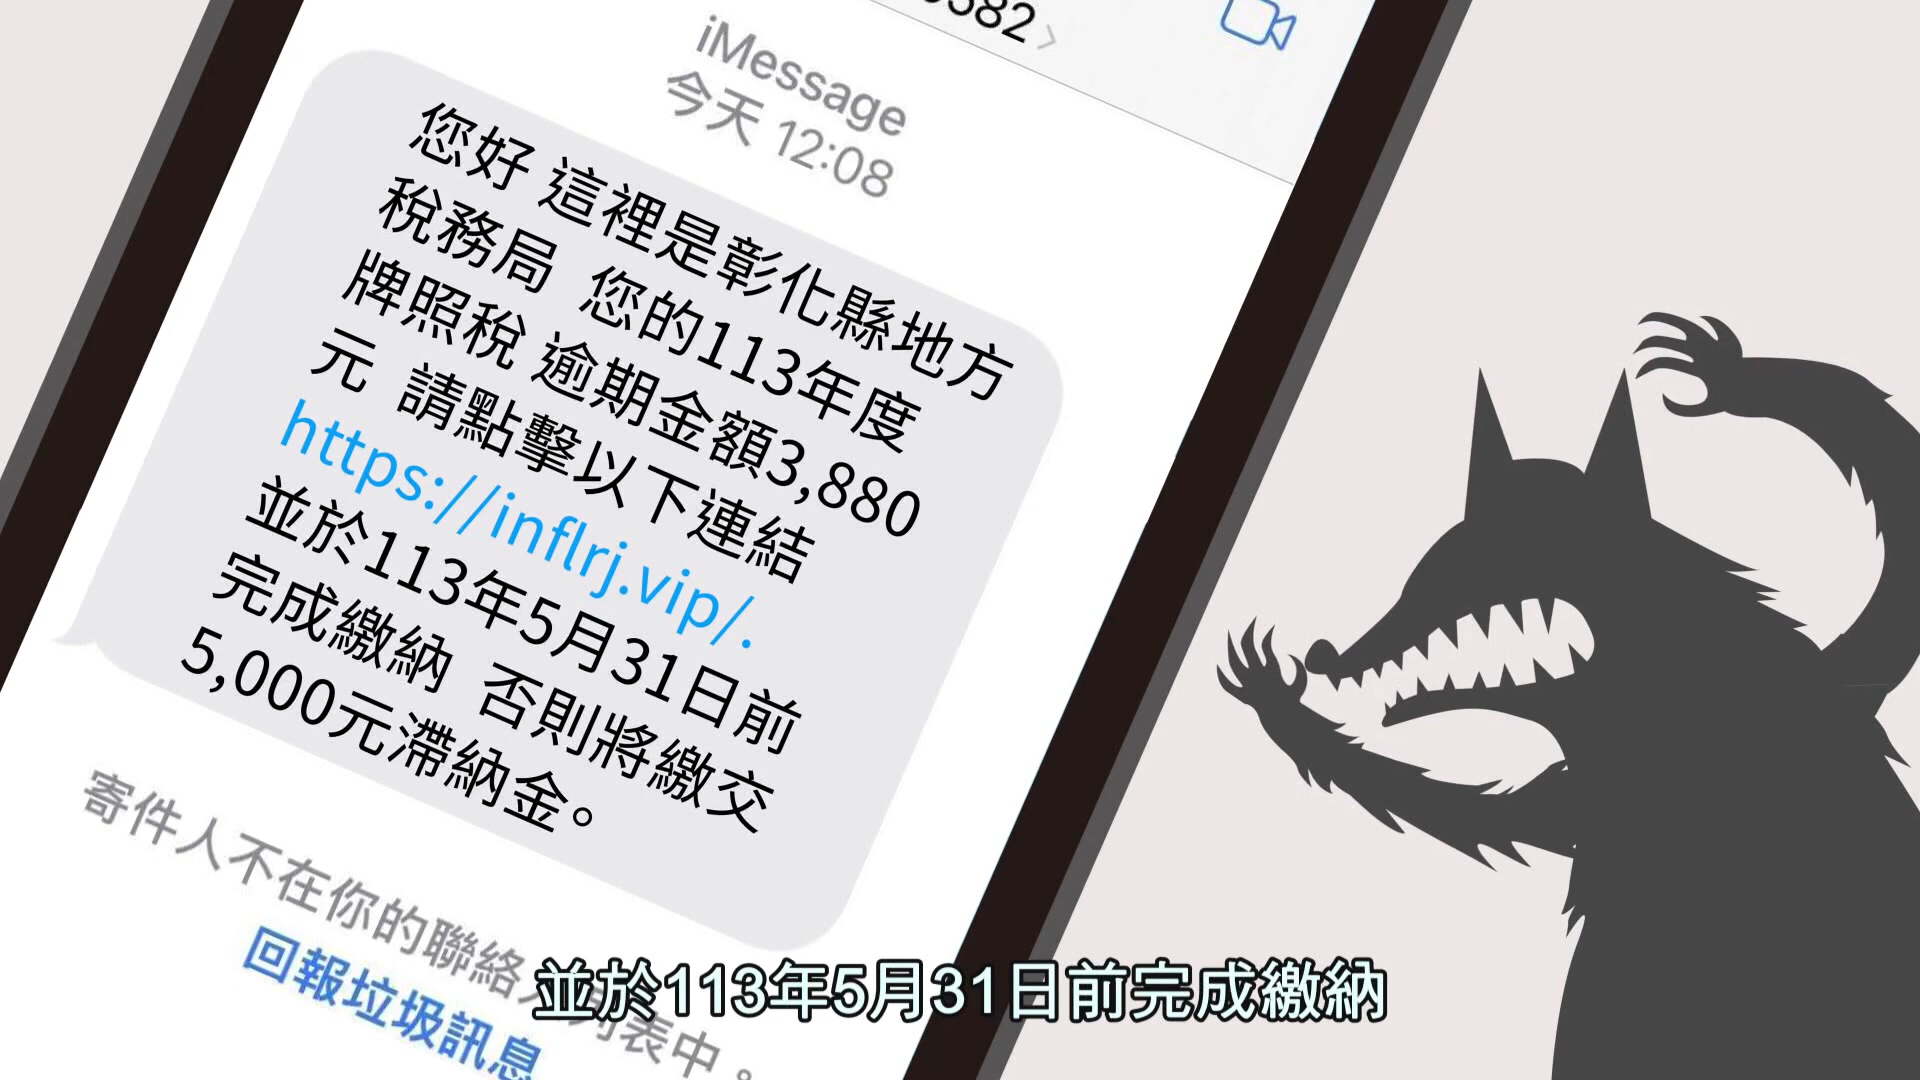 0582
iMessage
今天 12:08
您好 這裡是彰化縣地方
稅務局 您的113年度
牌照稅 逾期金額3,880
元 請點擊以下連結
https://inflrj.vip/.
並於113年5月31日前
完成繳納 否則將繳交
5,000元滯納金。
寄件人不在你的聯絡人列表中。
回報垃圾訊息
並於113年5月31日前完成繳納